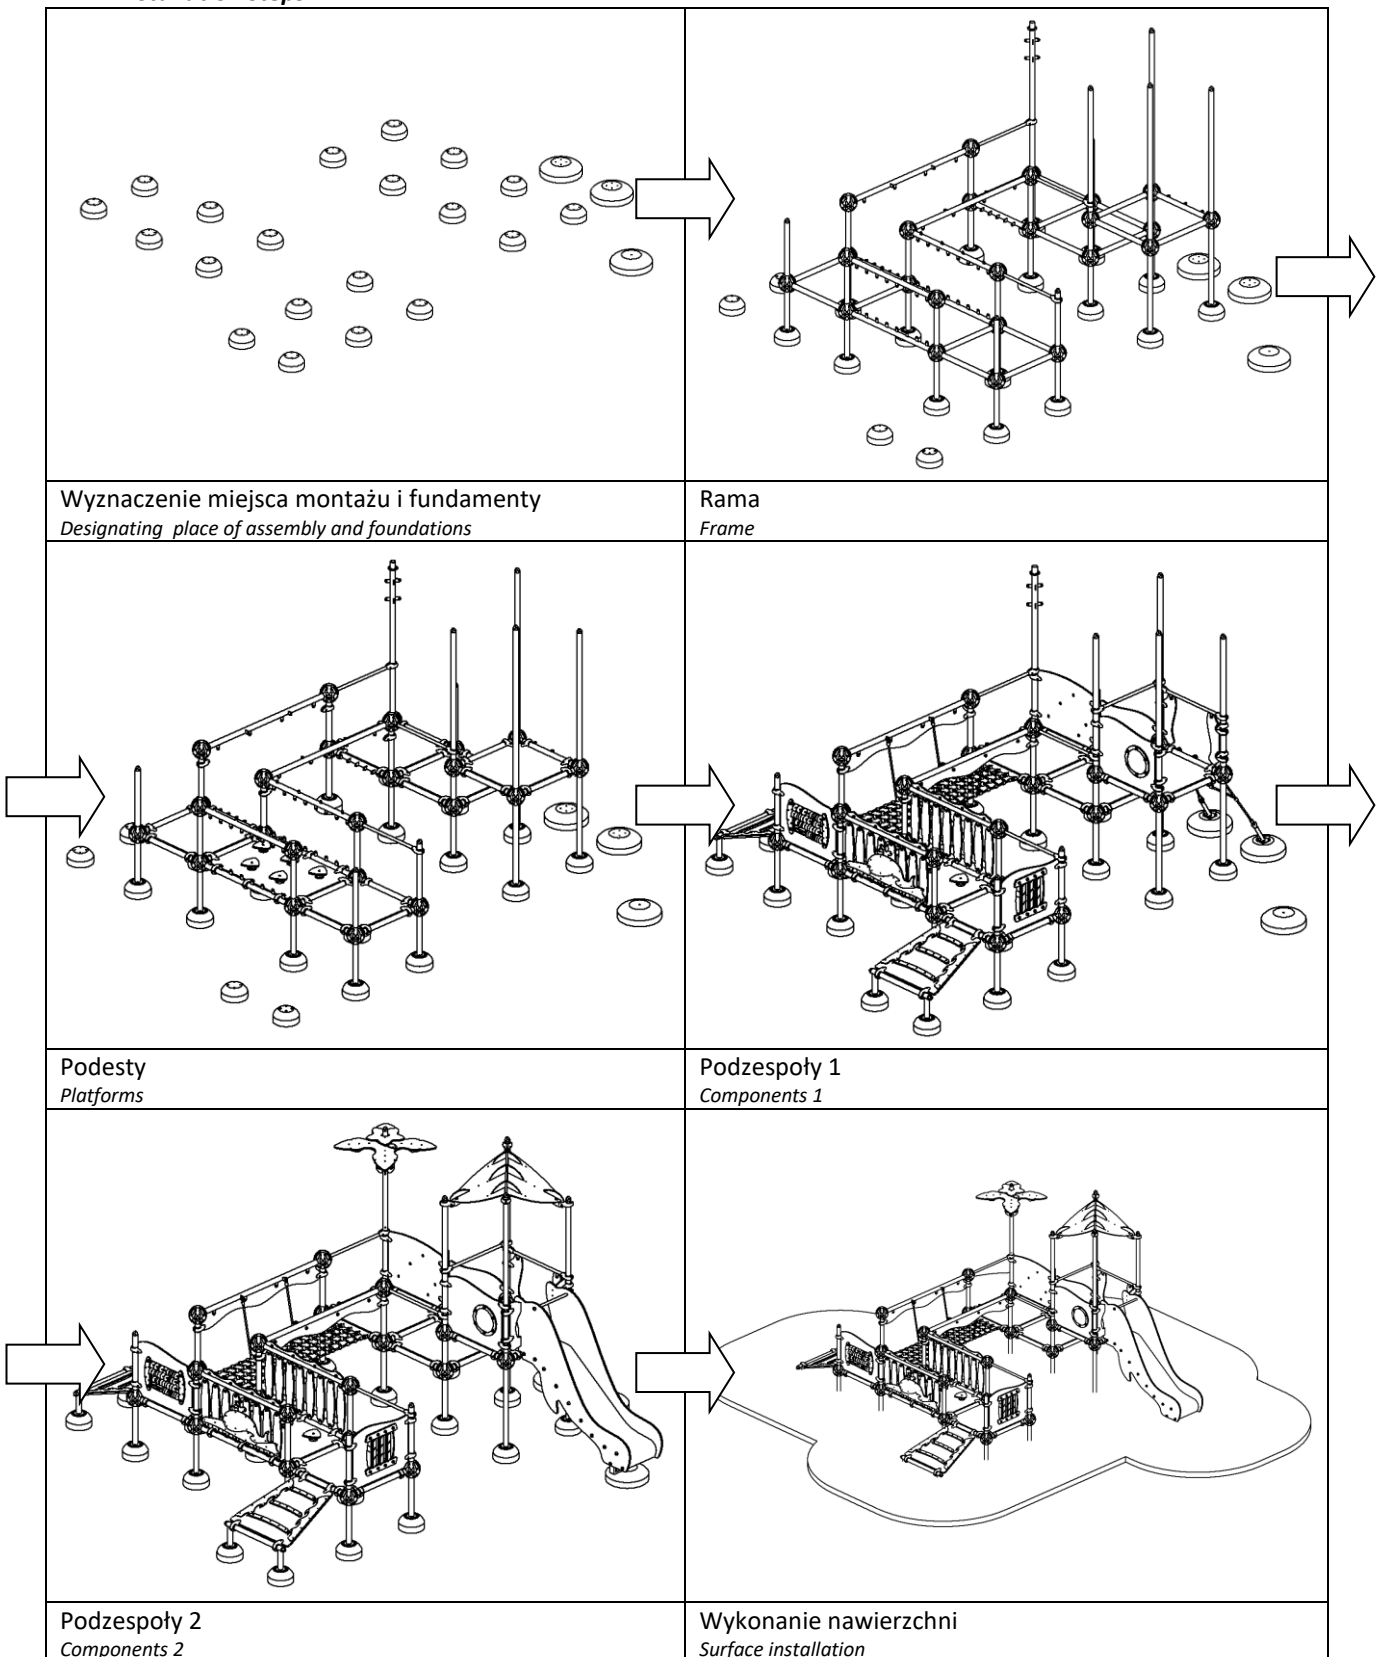 Wyznaczenie miejsca montażu i fundamenty
Designating place of assembly and foundations
Rama
Frame
Podesty
Platforms
Podzespoły 1
Components 1
Podzespoły 2
Components 2
Wykonanie nawierzchni
Surface installation